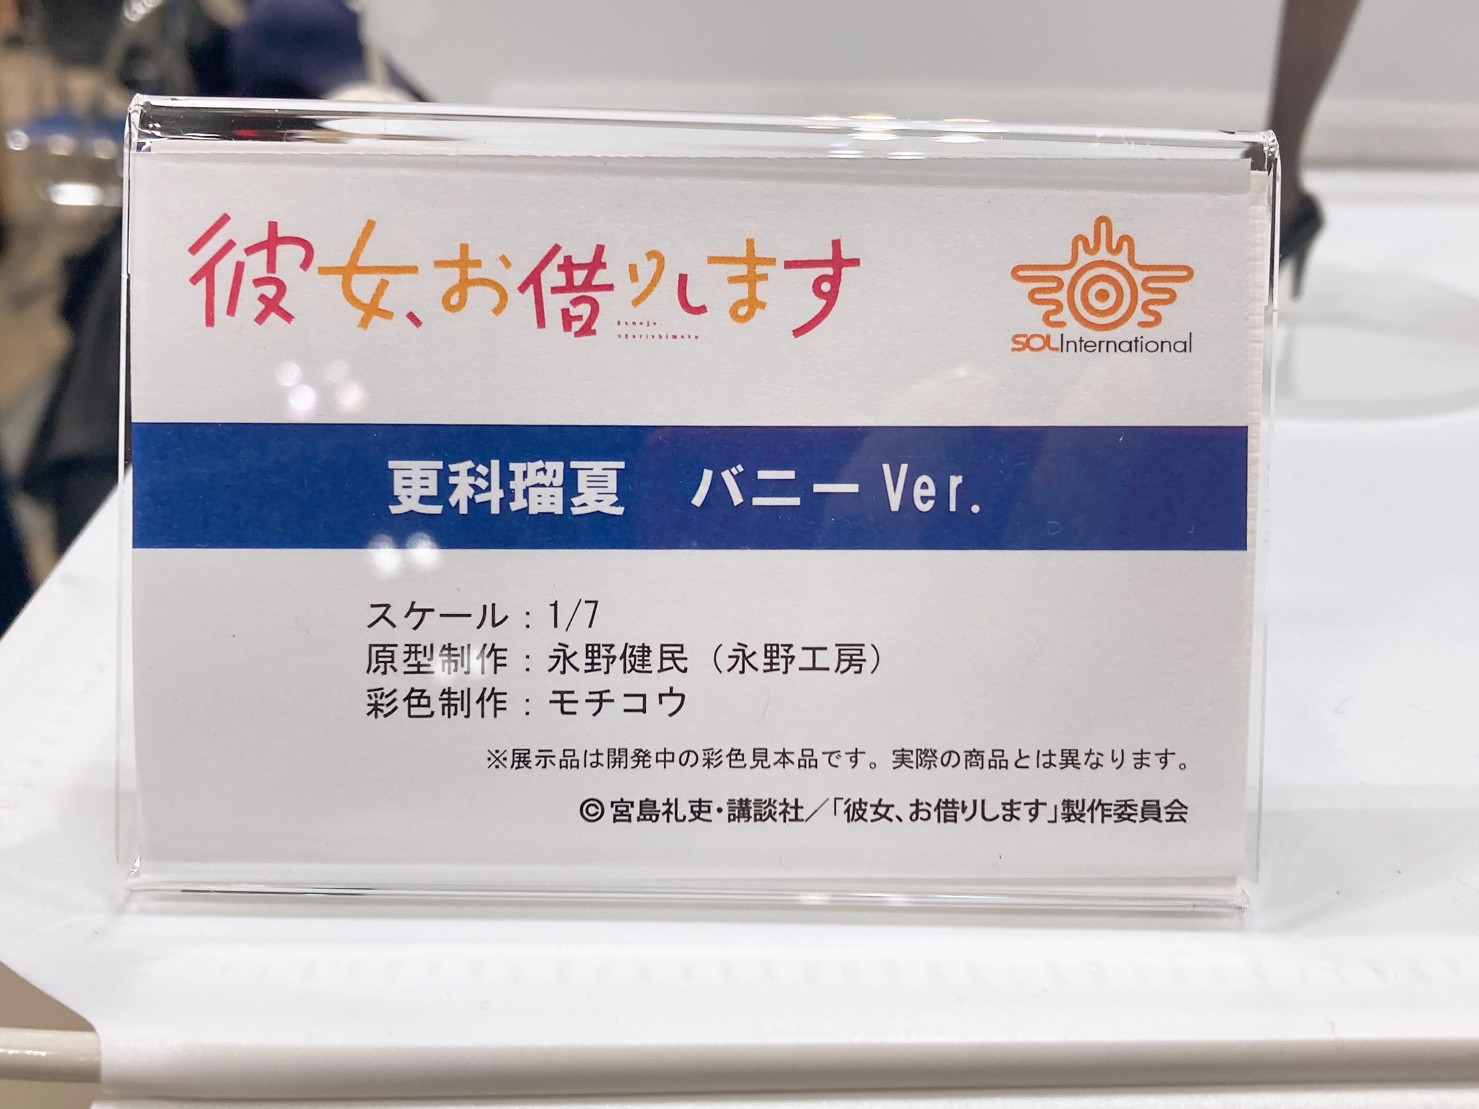 彼女、お借りします
Kanojo,
okarishimasu
SOL International
更科瑠夏 バニー Ver.
スケール：1/7
原型制作：永野健民（永野工房）
彩色制作：モチコウ
※展示品は開発中の彩色見本品です。実際の商品とは異なります。
©宮島礼吏・講談社／「彼女、お借りします」製作委員会